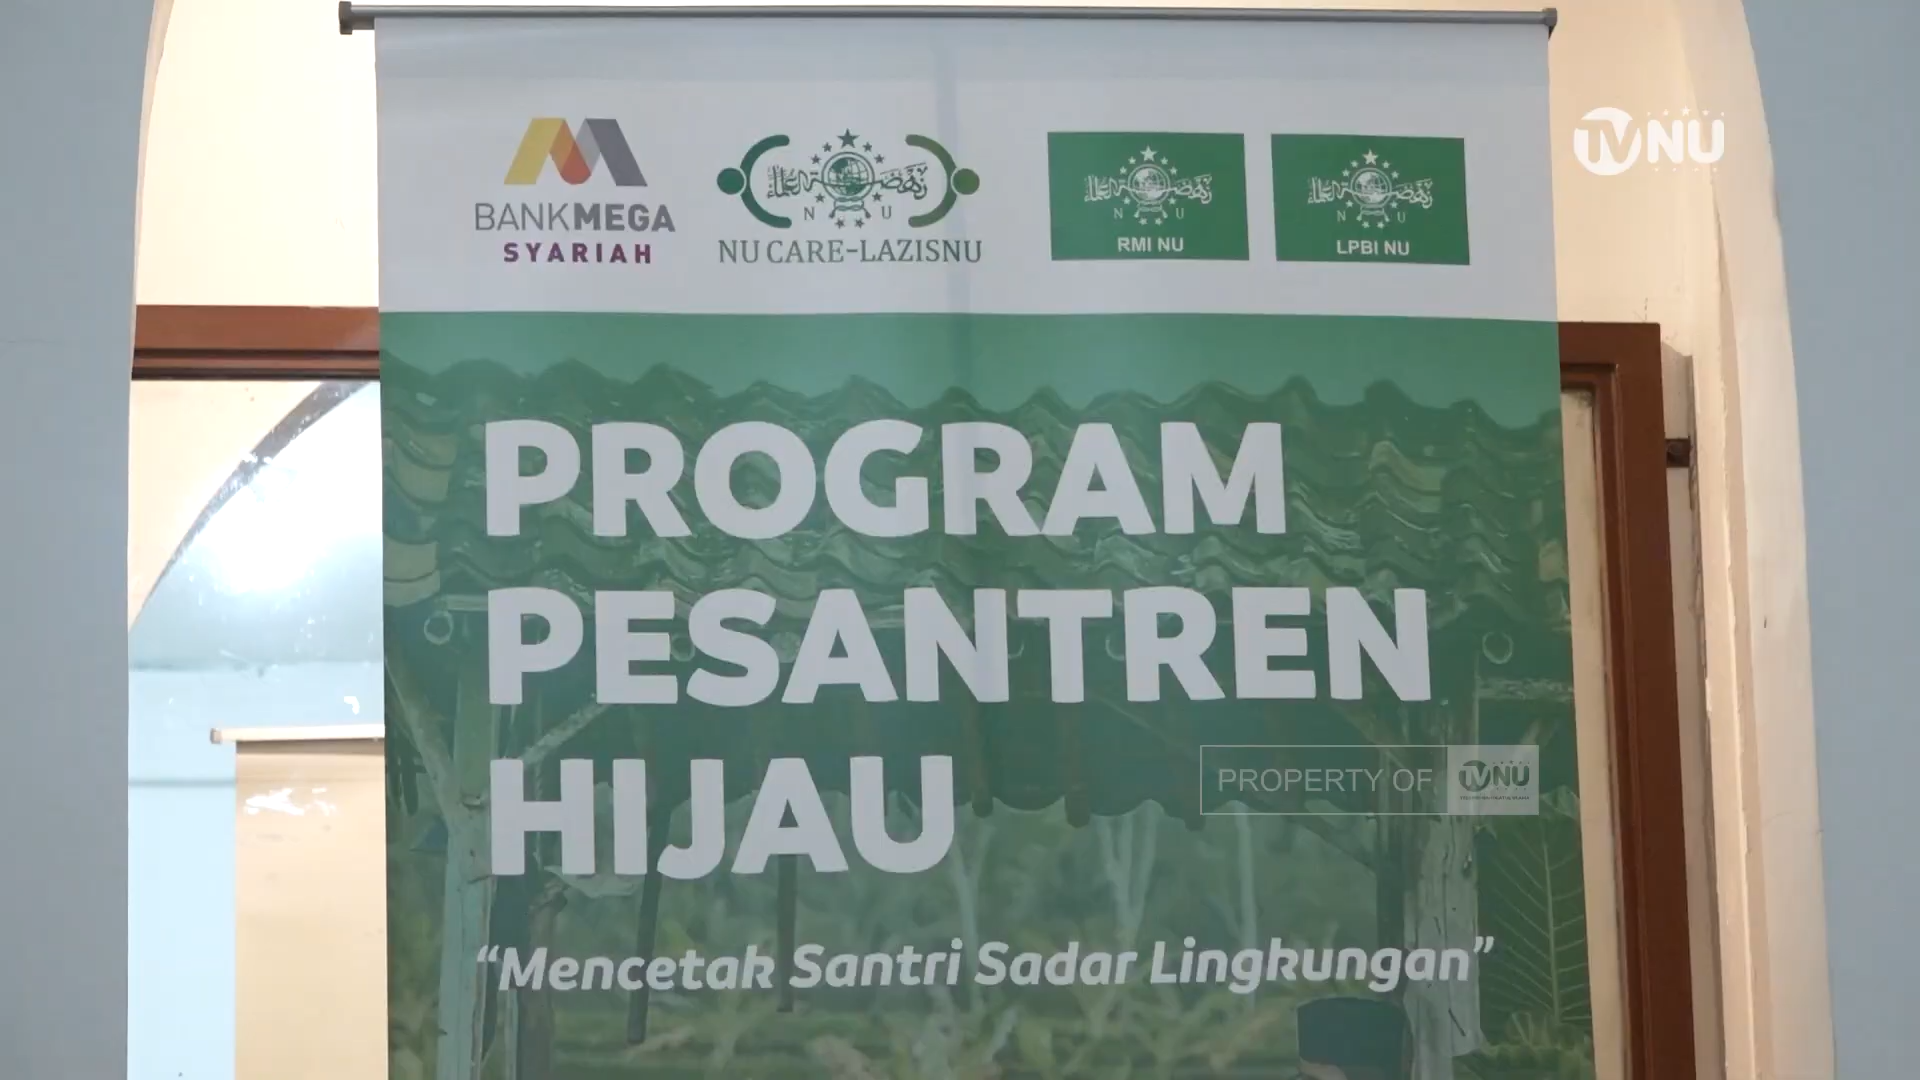 TVNU
BANKMEGA
SYARIAH
N U
NU CARE-LAZISNU
N U
RMI NU
N U
LPBI NU
PROGRAM
PESANTREN
HIJAU
PROPERTY OF TVNU
“Mencetak Santri Sadar Lingkungan”